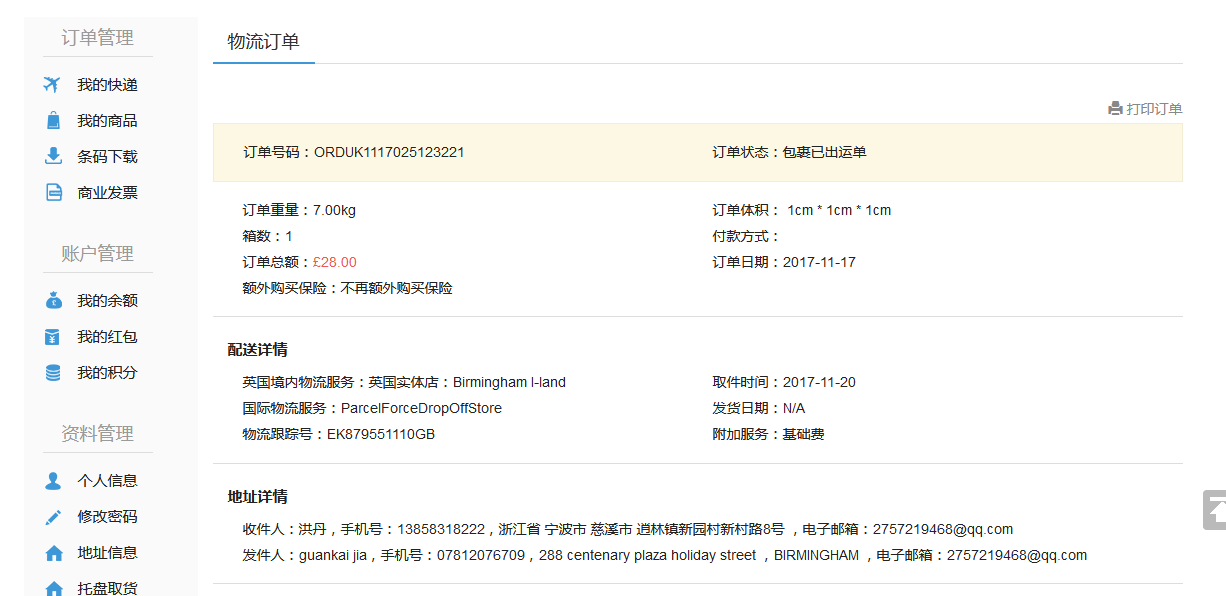 订单管理
我的快递
我的商品
条码下载
商业发票
账户管理
我的余额
我的红包
我的积分
资料管理
个人信息
修改密码
地址信息
托盘取货
物流订单
打印订单
订单号码：ORDUK1117025123221 订单状态：包裹已出运单
订单重量：7.00kg 订单体积： 1cm * 1cm * 1cm
箱数：1 付款方式：
订单总额：£28.00 订单日期：2017-11-17
额外购买保险：不再额外购买保险
配送详情
英国境内物流服务：英国实体店：Birmingham I-land 取件时间：2017-11-20
国际物流服务：ParcelForceDropOffStore 发货日期：N/A
物流跟踪号：EK879551110GB 附加服务：基础费
地址详情
收件人：洪丹，手机号：13858318222，浙江省 宁波市 慈溪市 逍林镇新园村新村路8号 ，电子邮箱：2757219468@qq.com
发件人：guankai jia，手机号：07812076709，288 centenary plaza holiday street ，BIRMINGHAM ，电子邮箱：2757219468@qq.com